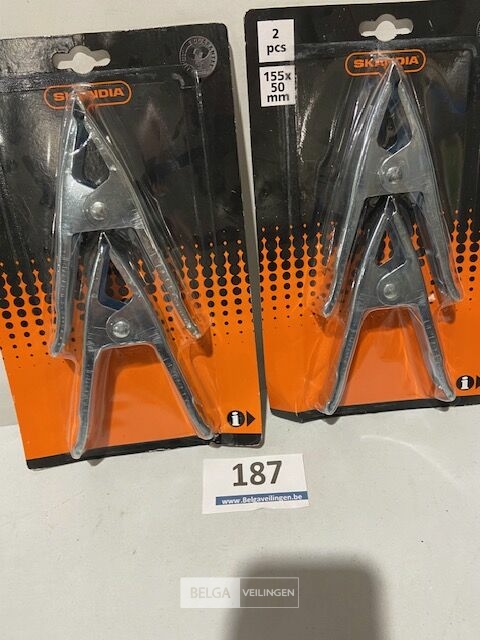 SKANDIA
2
pcs
155x
50
mm
SKANDIA
i
i
187
www.Belgaveilingen.be
BELGA VEILINGEN